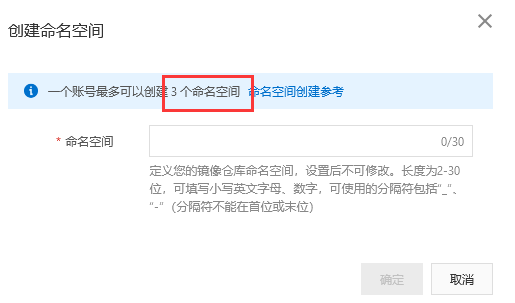 创建命名空间
一个账号最多可以创建 3 个命名空间 命名空间创建参考
* 命名空间
0/30
定义您的镜像仓库命名空间，设置后不可修改。长度为2-30
位，可填写小写英文字母、数字，可使用的分隔符包括“_”、
“-”（分隔符不能在首位或末位）
确定 取消